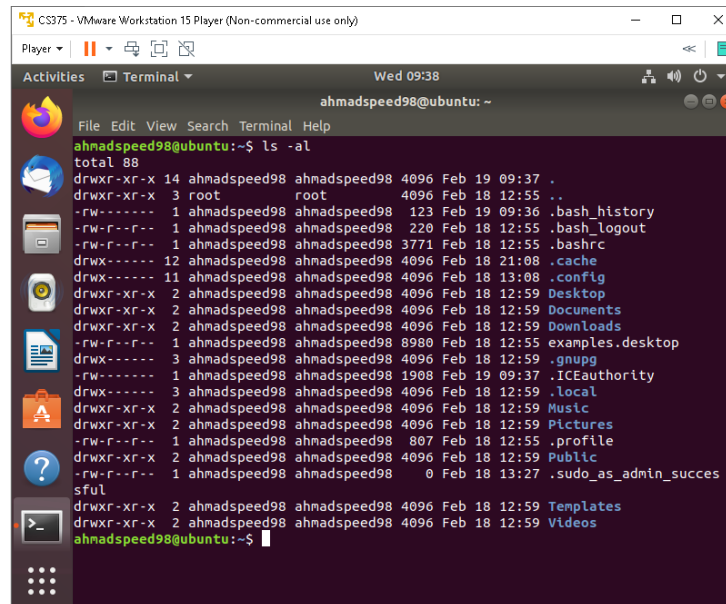 CS375 - VMware Workstation 15 Player (Non-commercial use only)
Player
Activities Terminal Wed 09:38
ahmadspeed98@ubuntu: ~
File Edit View Search Terminal Help
ahmadspeed98@ubuntu:~$ ls -al
total 88
drwxr-xr-x 14 ahmadspeed98 ahmadspeed98 4096 Feb 19 09:37 .
drwxr-xr-x  3 root         root         4096 Feb 18 12:55 ..
-rw-------  1 ahmadspeed98 ahmadspeed98  123 Feb 19 09:36 .bash_history
-rw-r--r--  1 ahmadspeed98 ahmadspeed98  220 Feb 18 12:55 .bash_logout
-rw-r--r--  1 ahmadspeed98 ahmadspeed98 3771 Feb 18 12:55 .bashrc
drwx------ 12 ahmadspeed98 ahmadspeed98 4096 Feb 18 21:08 .cache
drwx------ 11 ahmadspeed98 ahmadspeed98 4096 Feb 18 13:08 .config
drwxr-xr-x  2 ahmadspeed98 ahmadspeed98 4096 Feb 18 12:59 Desktop
drwxr-xr-x  2 ahmadspeed98 ahmadspeed98 4096 Feb 18 12:59 Documents
drwxr-xr-x  2 ahmadspeed98 ahmadspeed98 4096 Feb 18 12:59 Downloads
-rw-r--r--  1 ahmadspeed98 ahmadspeed98 8980 Feb 18 12:55 examples.desktop
drwx------  3 ahmadspeed98 ahmadspeed98 4096 Feb 18 12:59 .gnupg
-rw-------  1 ahmadspeed98 ahmadspeed98 1908 Feb 19 09:37 .ICEauthority
drwx------  3 ahmadspeed98 ahmadspeed98 4096 Feb 18 12:59 .local
drwxr-xr-x  2 ahmadspeed98 ahmadspeed98 4096 Feb 18 12:59 Music
drwxr-xr-x  2 ahmadspeed98 ahmadspeed98 4096 Feb 18 12:59 Pictures
-rw-r--r--  1 ahmadspeed98 ahmadspeed98  807 Feb 18 12:55 .profile
drwxr-xr-x  2 ahmadspeed98 ahmadspeed98 4096 Feb 18 12:59 Public
-rw-r--r--  1 ahmadspeed98 ahmadspeed98    0 Feb 18 13:27 .sudo_as_admin_succes
sful
drwxr-xr-x  2 ahmadspeed98 ahmadspeed98 4096 Feb 18 12:59 Templates
drwxr-xr-x  2 ahmadspeed98 ahmadspeed98 4096 Feb 18 12:59 Videos
ahmadspeed98@ubuntu:~$